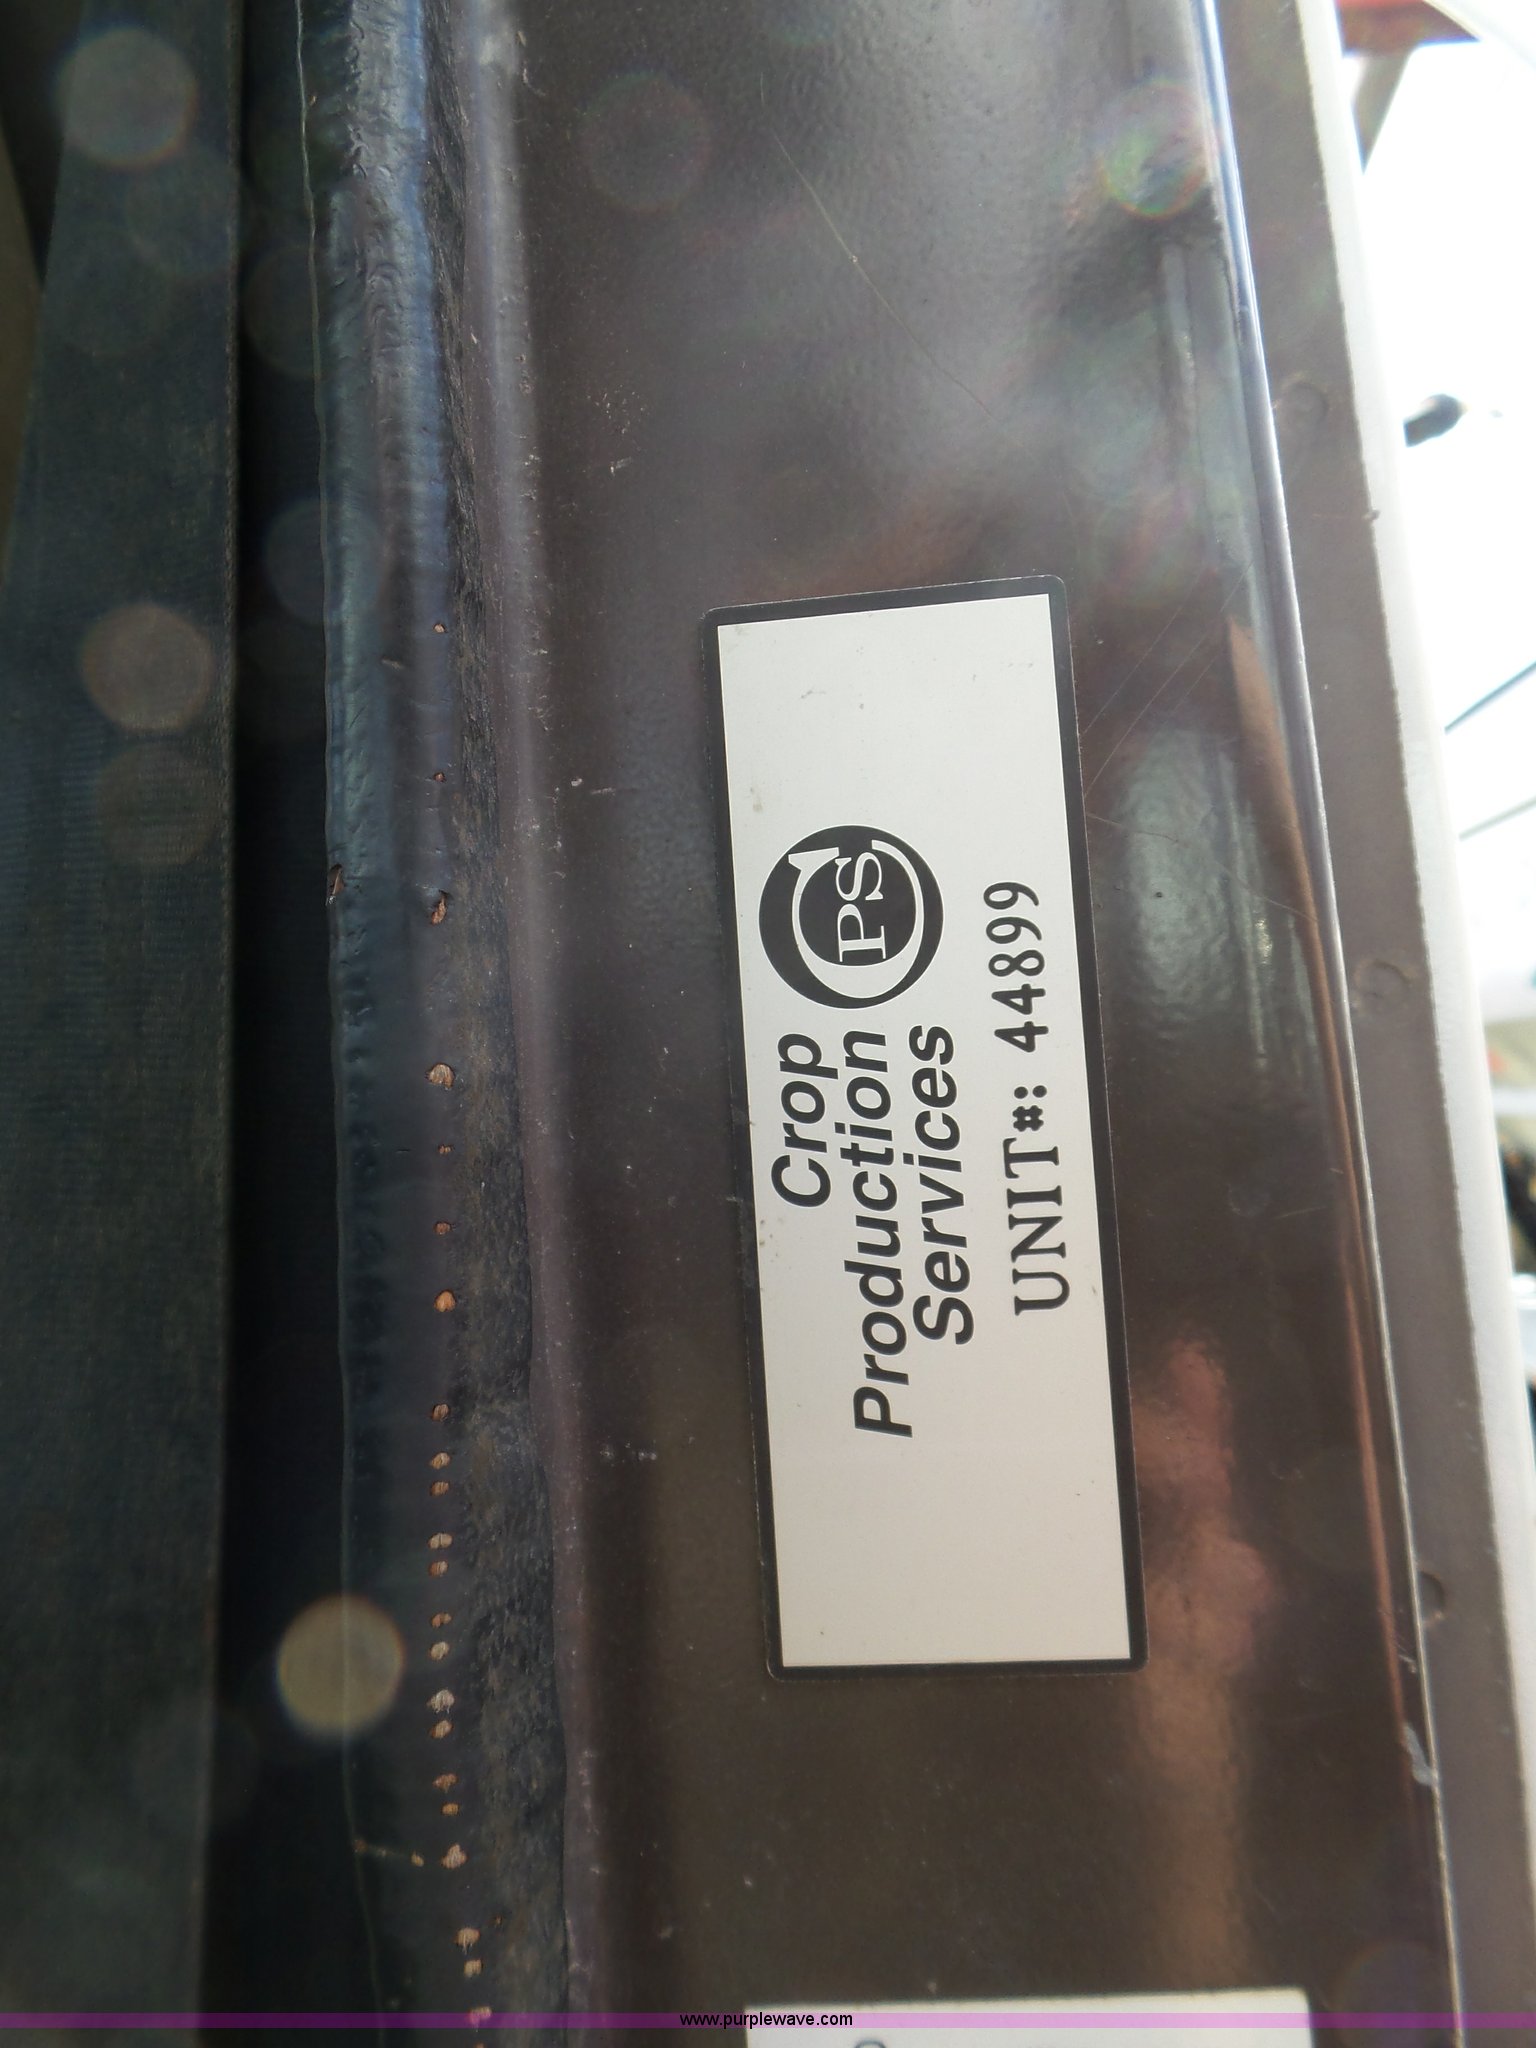 CPS
Crop
Production
Services
UNIT#: 44899
www.purplewave.com